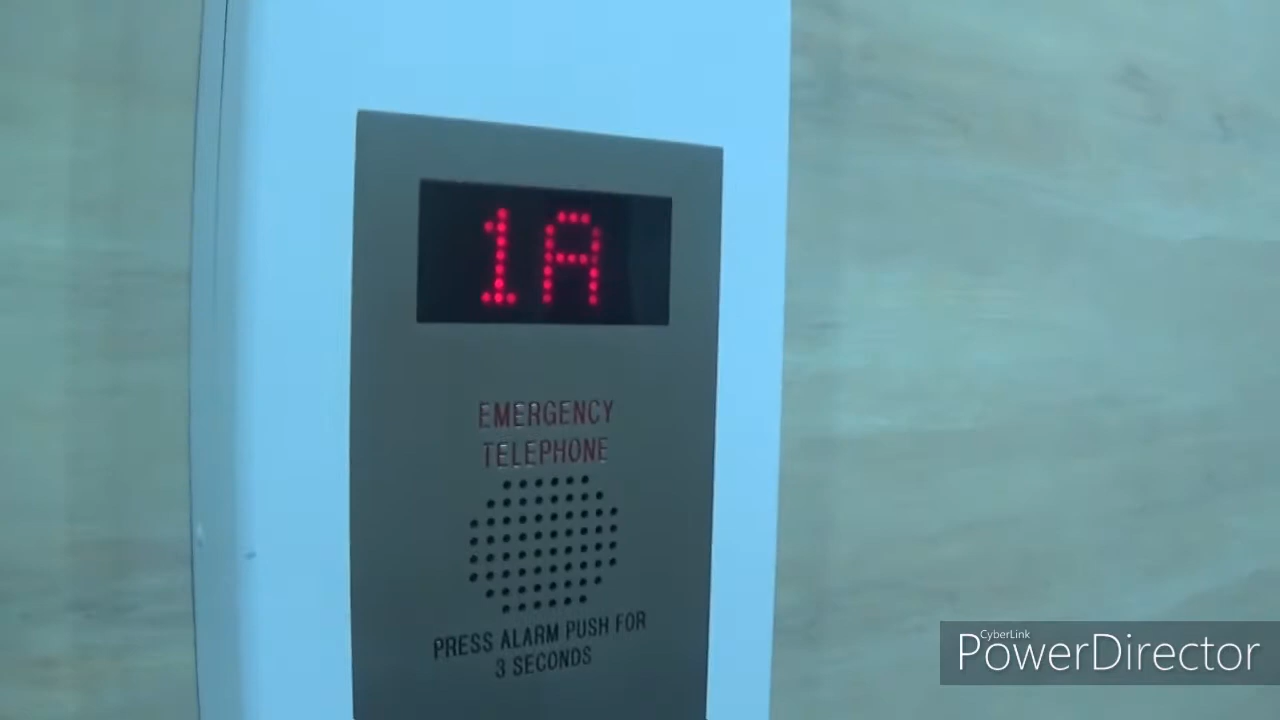 1A
EMERGENCY
TELEPHONE
PRESS ALARM PUSH FOR
3 SECONDS
CyberLink
PowerDirector